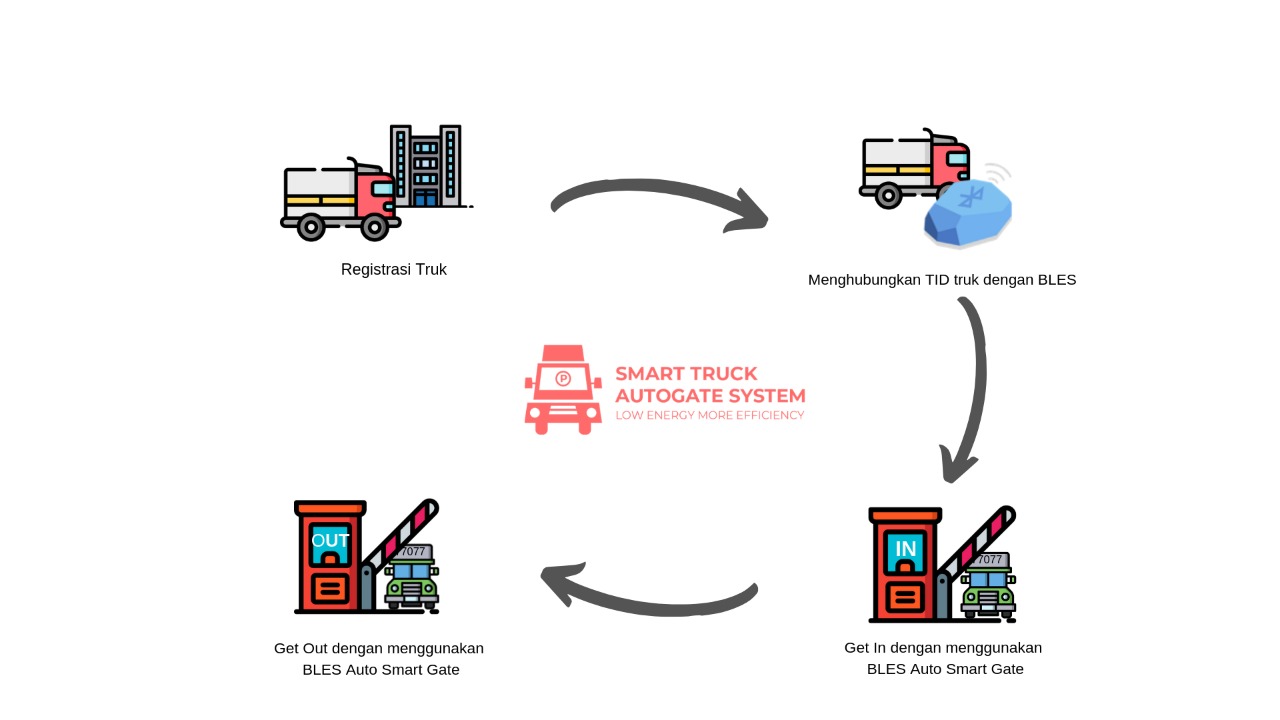 Registrasi Truk
Menghubungkan TID truk dengan BLES
P
SMART TRUCK
AUTOGATE SYSTEM
LOW ENERGY MORE EFFICIENCY
OUT
7077
IN
7077
Get Out dengan menggunakan
BLES Auto Smart Gate
Get In dengan menggunakan
BLES Auto Smart Gate